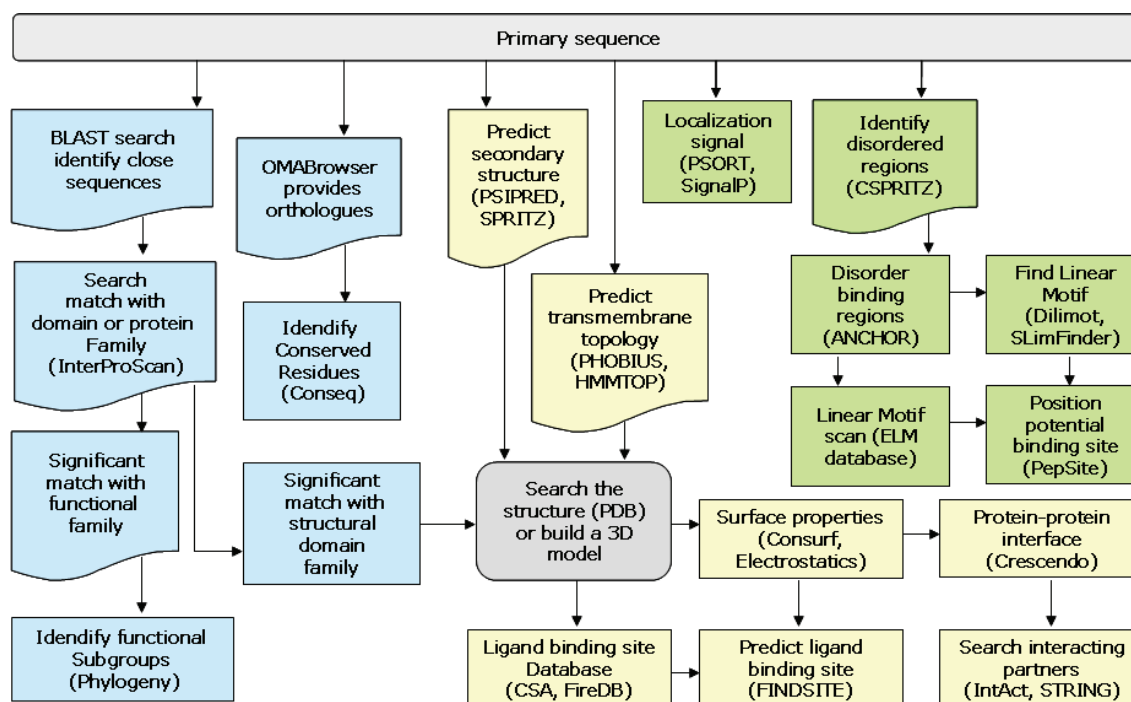 Primary sequence
BLAST search
identify close
sequences
OMABrowser
provides
orthologues
Predict
secondary
structure
(PSIPRED,
SPRITZ)
Localization
signal
(PSORT,
SignalP)
Identify
disordered
regions
(CSPRITZ)
Search
match with
domain or protein
Family
(InterProScan)
Idendify
Conserved
Residues
(Conseq)
Predict
transmembrane
topology
(PHOBIUS,
HMMTOP)
Disorder
binding
regions
(ANCHOR)
Find Linear
Motif
(Dilimot,
SLimFinder)
Linear Motif
scan (ELM
database)
Position
potential
binding site
(PepSite)
Significant
match with
functional
family
Significant
match with
structural
domain
family
Search the
structure (PDB)
or build a 3D
model
Surface properties
(Consurf,
Electrostatics)
Protein-protein
interface
(Crescendo)
Idendify functional
Subgroups
(Phylogeny)
Ligand binding site
Database
(CSA, FireDB)
Predict ligand
binding site
(FINDSITE)
Search interacting
partners
(IntAct, STRING)